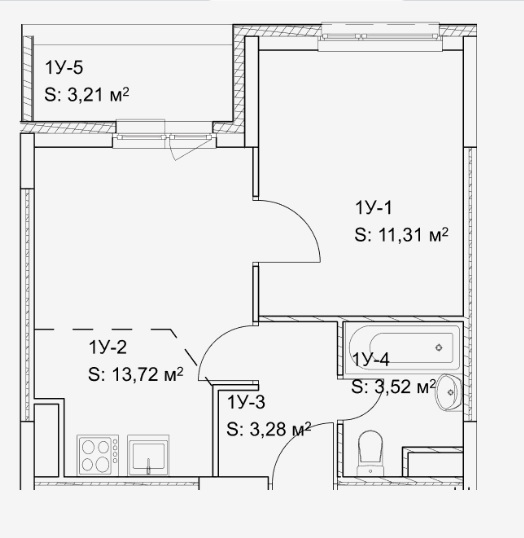 1У-5
S: 3,21 м²
1У-1
S: 11,31 м²
1У-2
S: 13,72 м²
1У-4
S: 3,52 м²
1У-3
S: 3,28 м²